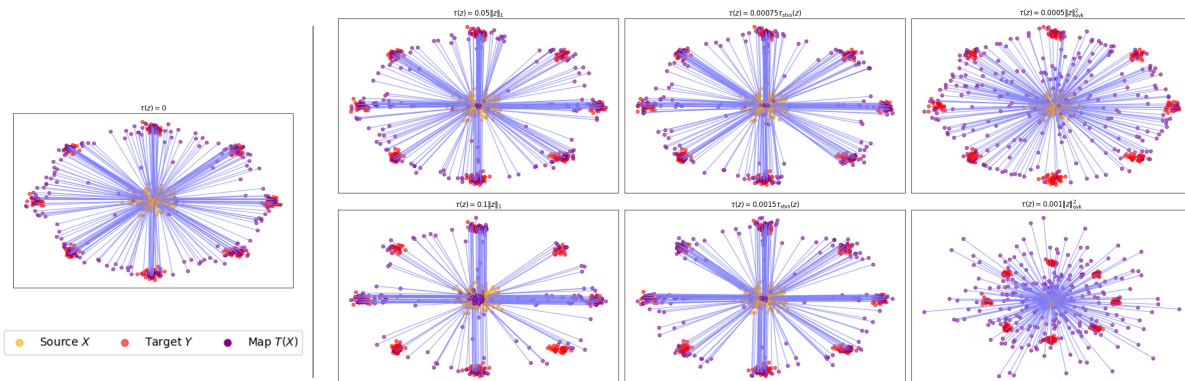 τ(z) = 0
Source X
Target Y
Map T(X)
τ(z) = 0.05‖z‖₁
τ(z) = 0.00075τ_stvs(z)
τ(z) = 0.0005‖z‖²_ovk
τ(z) = 0.1‖z‖₁
τ(z) = 0.0015τ_stvs(z)
τ(z) = 0.001‖z‖²_ovk